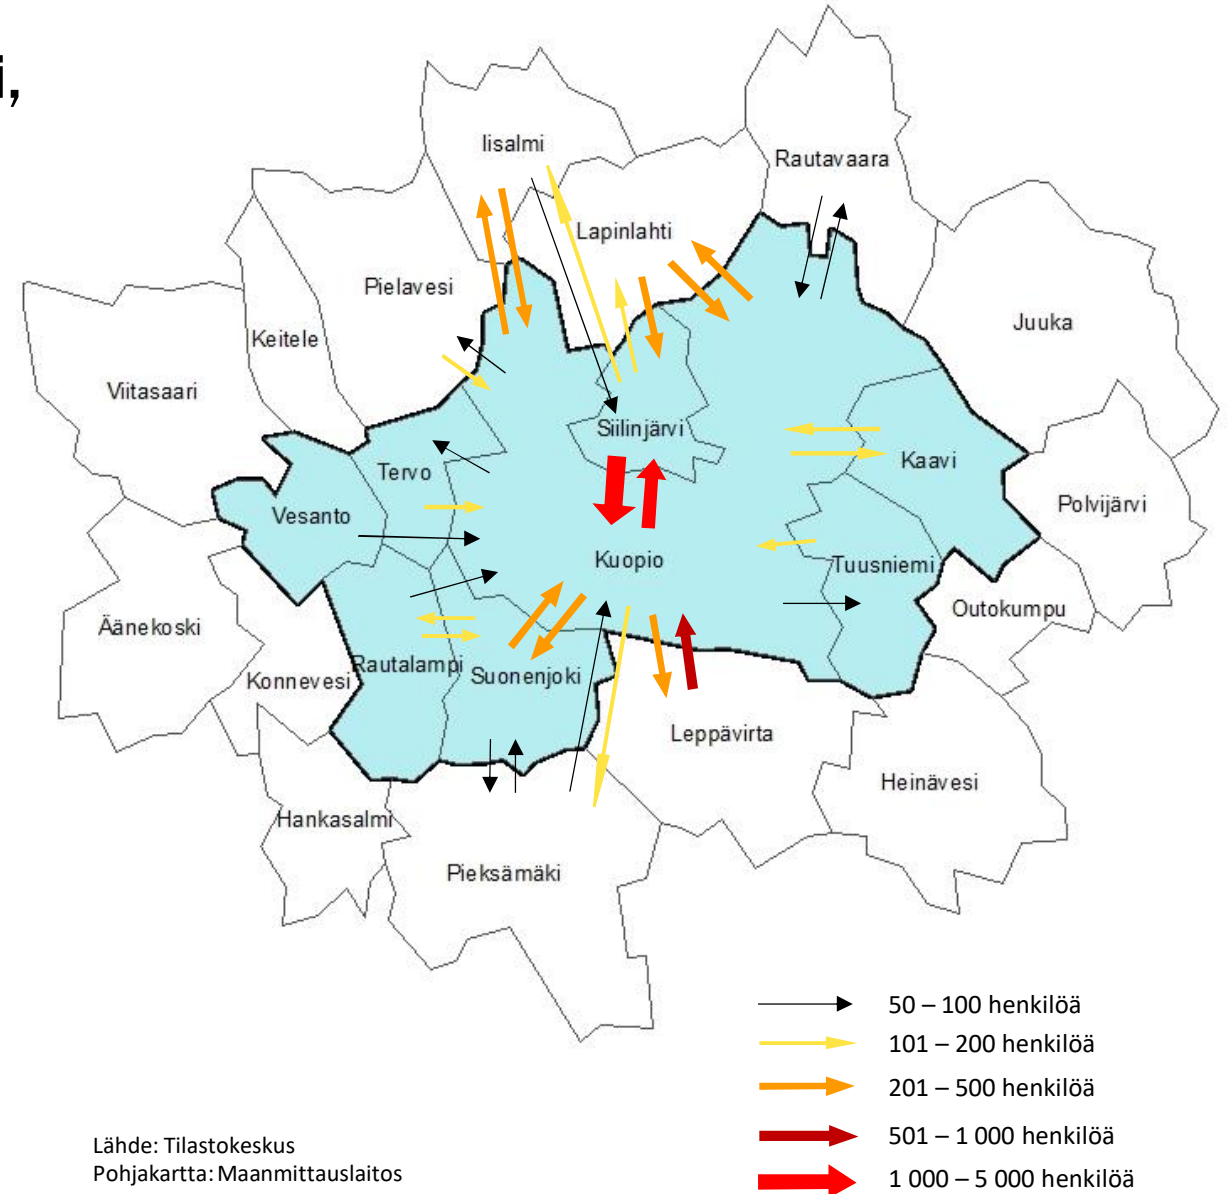 i,
Iisalmi
Rautavaara
Lapinlahti
Pielavesi
Juuka
Keitele
Viitasaari
Siilinjärvi
Kaavi
Tervo
Polvijärvi
Vesanto
Kuopio
Tuusniemi
Outokumpu
Äänekoski
Rautalampi
Suonenjoki
Konnevesi
Leppävirta
Heinävesi
Hankasalmi
Pieksämäki
50 – 100 henkilöä
101 – 200 henkilöä
201 – 500 henkilöä
501 – 1 000 henkilöä
1 000 – 5 000 henkilöä
Lähde: Tilastokeskus
Pohjakartta: Maanmittauslaitos